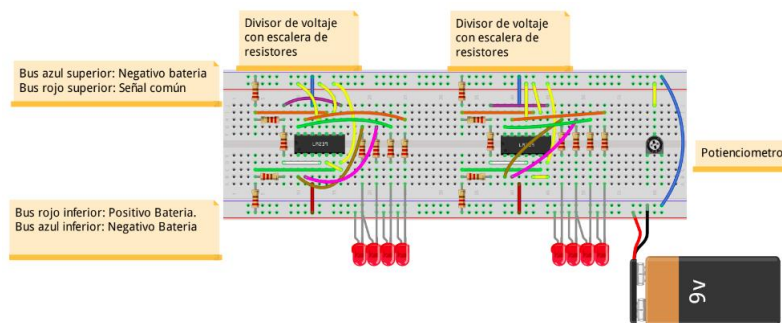 Divisor de voltaje
con escalera de
resistores
Divisor de voltaje
con escalera de
resistores
Bus azul superior: Negativo bateria
Bus rojo superior: Señal común
Potienciometro
Bus rojo inferior: Positivo Bateria.
Bus azul inferior: Negativo Bateria
9v